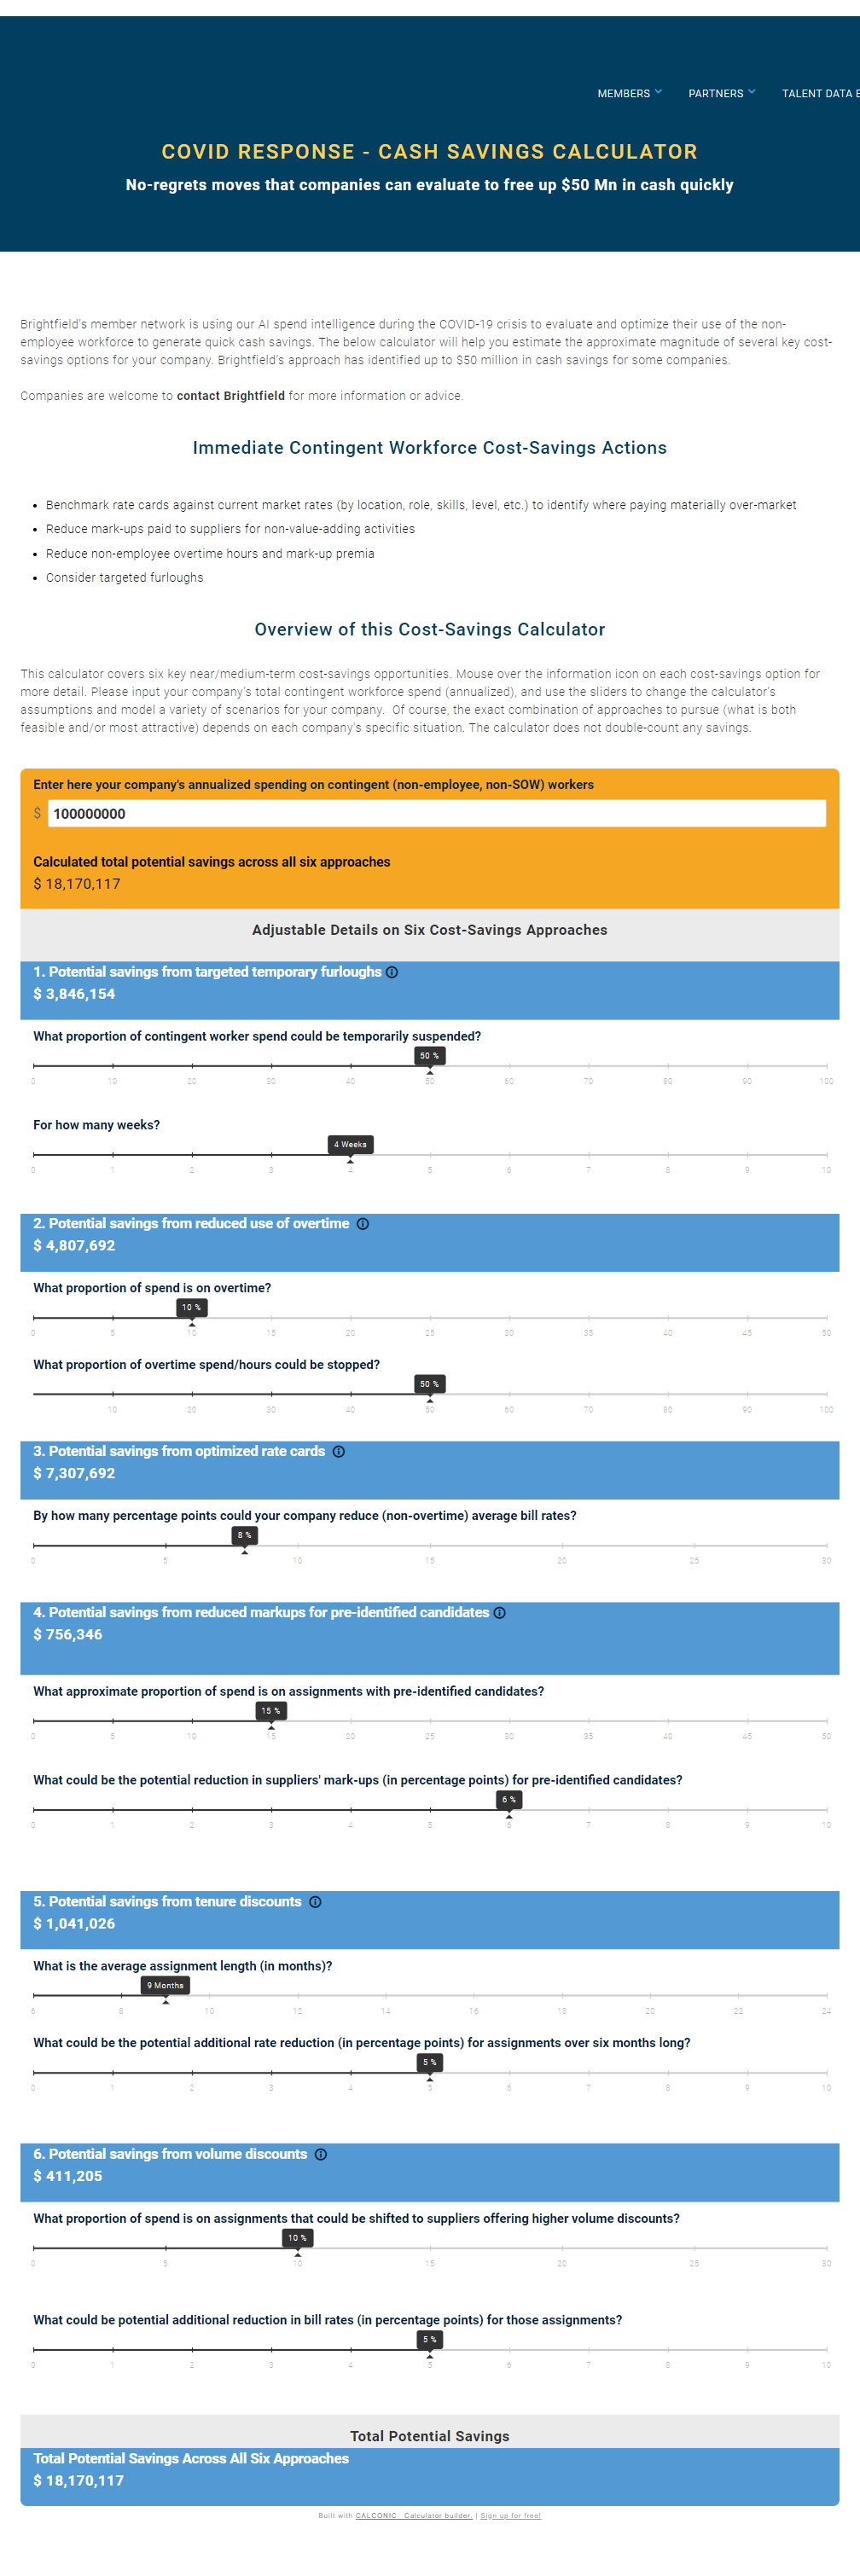 MEMBERS PARTNERS TALENT DATA E
COVID RESPONSE - CASH SAVINGS CALCULATOR
No-regrets moves that companies can evaluate to free up $50 Mn in cash quickly
Brightfield's member network is using our AI spend intelligence during the COVID-19 crisis to evaluate and optimize their use of the non-
employee workforce to generate quick cash savings. The below calculator will help you estimate the approximate magnitude of several key cost-
savings options for your company. Brightfield's approach has identified up to $50 million in cash savings for some companies.
Companies are welcome to contact Brightfield for more information or advice.
Immediate Contingent Workforce Cost-Savings Actions
• Benchmark rate cards against current market rates (by location, role, skills, level, etc.) to identify where paying materially over-market
• Reduce mark-ups paid to suppliers for non-value-adding activities
• Reduce non-employee overtime hours and mark-up premia
• Consider targeted furloughs
Overview of this Cost-Savings Calculator
This calculator covers six key near/medium-term cost-savings opportunities. Mouse over the information icon on each cost-savings option for
more detail. Please input your company's total contingent workforce spend (annualized), and use the sliders to change the calculator's
assumptions and model a variety of scenarios for your company.  Of course, the exact combination of approaches to pursue (what is both
feasible and/or most attractive) depends on each company's specific situation. The calculator does not double-count any savings.
Enter here your company's annualized spending on contingent (non-employee, non-SOW) workers
$ 100000000
Calculated total potential savings across all six approaches
$ 18,170,117
Adjustable Details on Six Cost-Savings Approaches
1. Potential savings from targeted temporary furloughs
$ 3,846,154
What proportion of contingent worker spend could be temporarily suspended?
50 %
0 10 20 30 40 50 60 70 80 90 100
For how many weeks?
4 Weeks
0 1 2 3 4 5 6 7 8 9 10
2. Potential savings from reduced use of overtime
$ 4,807,692
What proportion of spend is on overtime?
10 %
0 5 10 15 20 25 30 35 40 45 50
What proportion of overtime spend/hours could be stopped?
50 %
10 20 30 40 50 60 70 80 90 100
3. Potential savings from optimized rate cards
$ 7,307,692
By how many percentage points could your company reduce (non-overtime) average bill rates?
8 %
0 5 10 15 20 25 30
4. Potential savings from reduced markups for pre-identified candidates
$ 756,346
What approximate proportion of spend is on assignments with pre-identified candidates?
15 %
0 5 10 15 20 25 30 35 40 45 50
What could be the potential reduction in suppliers' mark-ups (in percentage points) for pre-identified candidates?
6 %
0 1 2 3 4 5 6 7 8 9 10
5. Potential savings from tenure discounts
$ 1,041,026
What is the average assignment length (in months)?
9 Months
6 8 10 12 14 16 18 20 22 24
What could be the potential additional rate reduction (in percentage points) for assignments over six months long?
5 %
0 1 2 3 4 5 6 7 8 9 10
6. Potential savings from volume discounts
$ 411,205
What proportion of spend is on assignments that could be shifted to suppliers offering higher volume discounts?
10 %
0 5 10 15 20 25 30
What could be potential additional reduction in bill rates (in percentage points) for those assignments?
5 %
0 1 2 3 4 5 6 7 8 9 10
Total Potential Savings
Total Potential Savings Across All Six Approaches
$ 18,170,117
Built with CALCONIC_ Calculator builder. | Sign up for free!